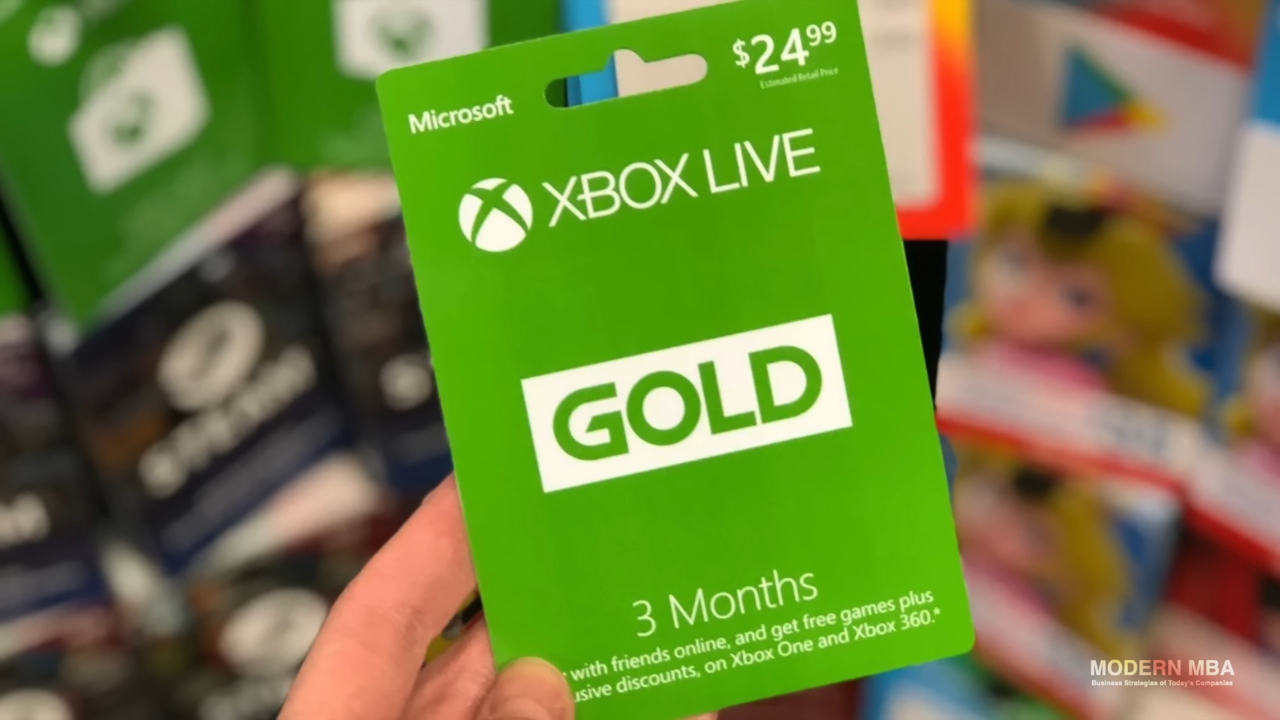 Microsoft
$24.99
Estimated Retail Price
XBOX LIVE
GOLD
3 Months
with friends online, and get free games plus
discounts, on Xbox One and Xbox 360.*
STEAM
MODERN MBA
Business Strategies of Today's Companies